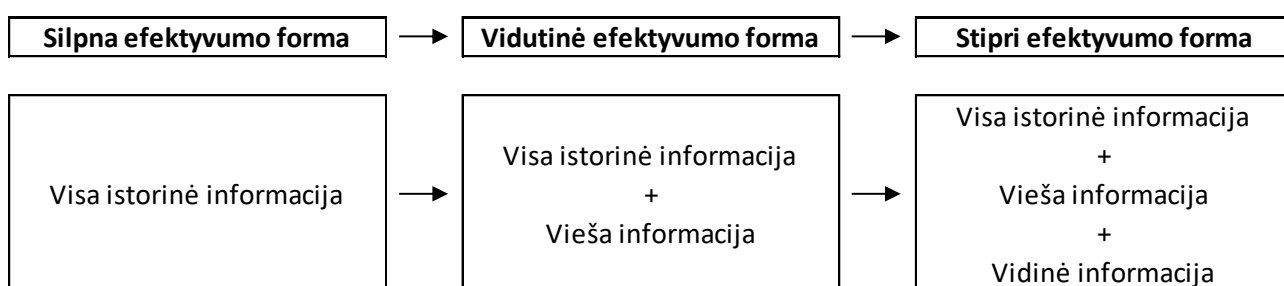 Silpna efektyvumo forma
Vidutinė efektyvumo forma
Stipri efektyvumo forma
Visa istorinė informacija
Visa istorinė informacija
+
Vieša informacija
Visa istorinė informacija
+
Vieša informacija
+
Vidinė informacija